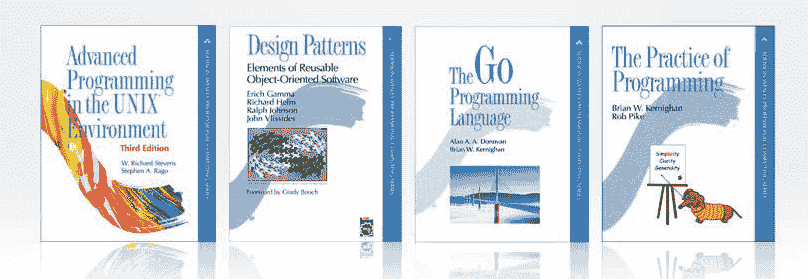 Advanced
Programming
in the UNIX
Environment
Third Edition
W. Richard Stevens
Stephen A. Rago
Design Patterns
Elements of Reusable
Object-Oriented Software
Erich Gamma
Richard Helm
Ralph Johnson
John Vlissides
Foreword by Grady Booch
The Go
Programming
Language
Alan A. A. Donovan
Brian W. Kernighan
The Practice of
Programming
Brian W. Kernighan
Rob Pike
Simplicity
Clarity
Generality